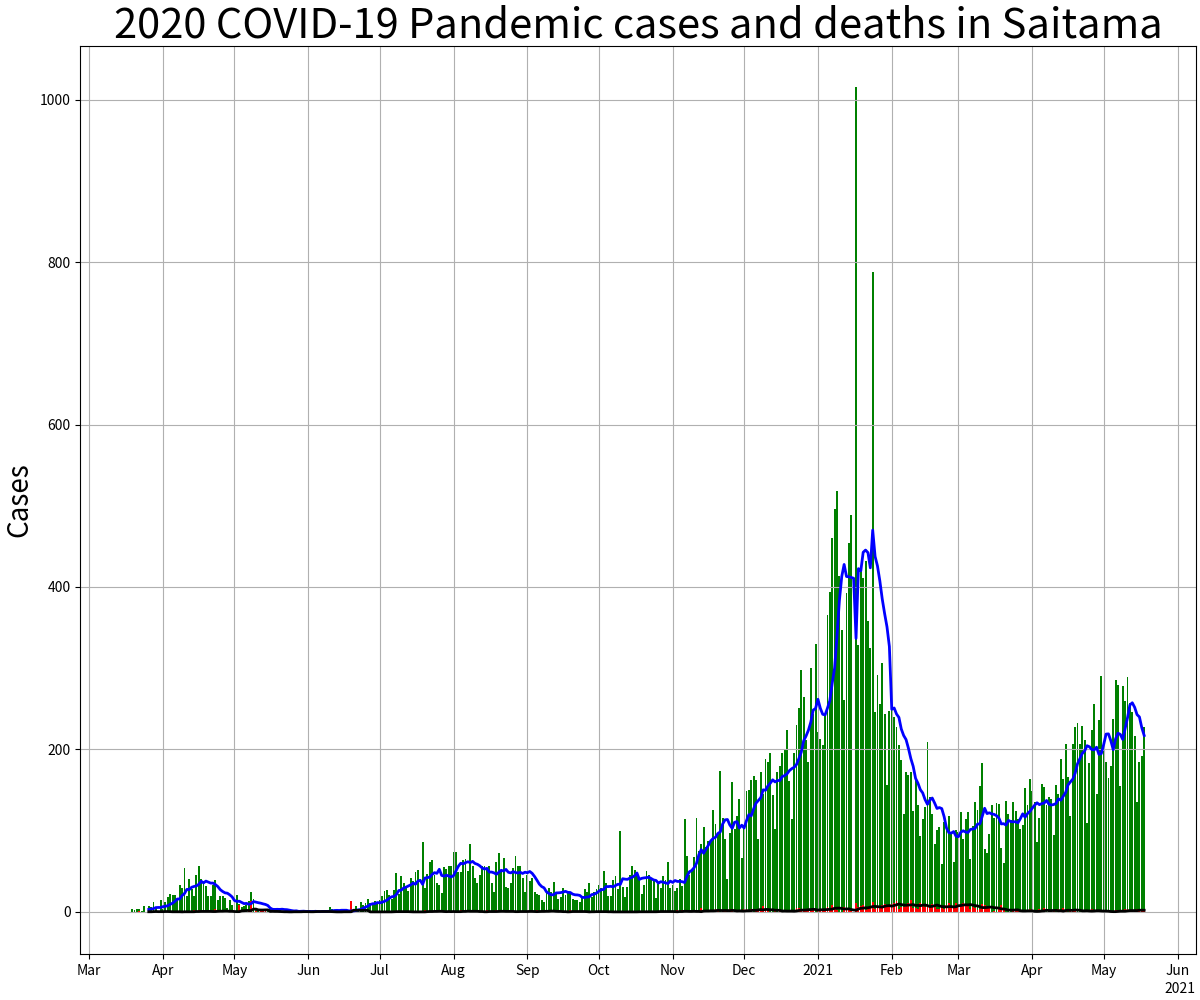 2020 COVID-19 Pandemic cases and deaths in Saitama
Cases
1000
800
600
400
200
0
Mar Apr May Jun Jul Aug Sep Oct Nov Dec 2021 Feb Mar Apr May Jun
2021